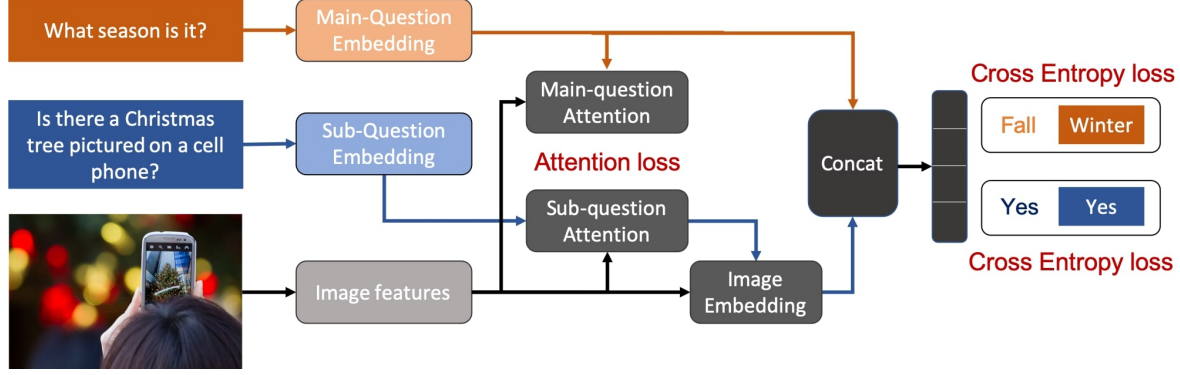 What season is it?
Main-Question
Embedding
Main-question
Attention
Is there a Christmas
tree pictured on a cell
phone?
Sub-Question
Embedding
Attention loss
Sub-question
Attention
Image features
Image
Embedding
Concat
Cross Entropy loss
Fall Winter
Yes Yes
Cross Entropy loss